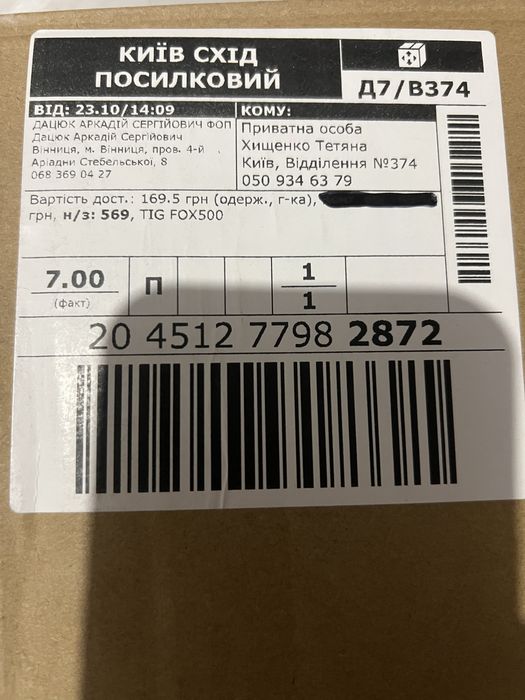 КИЇВ СХІД
ПОСИЛКОВИЙ
Д7/В374
ВІД: 23.10/14:09
ДАЦЮК АРКАДІЙ СЕРГІЙОВИЧ ФОП
Дацюк Аркадій Сергійович
Вінниця, м. Вінниця, пров. 4-й
Аріадни Стебельської, 8
068 369 04 27
КОМУ:
Приватна особа
Хищенко Тетяна
Київ, Відділення №374
050 934 63 79
Вартість дост.: 169.5 грн (одерж., г-ка),
грн, н/з: 569, TIG FOX500
7.00
(факт)
П
1
1
20 4512 7798 2872